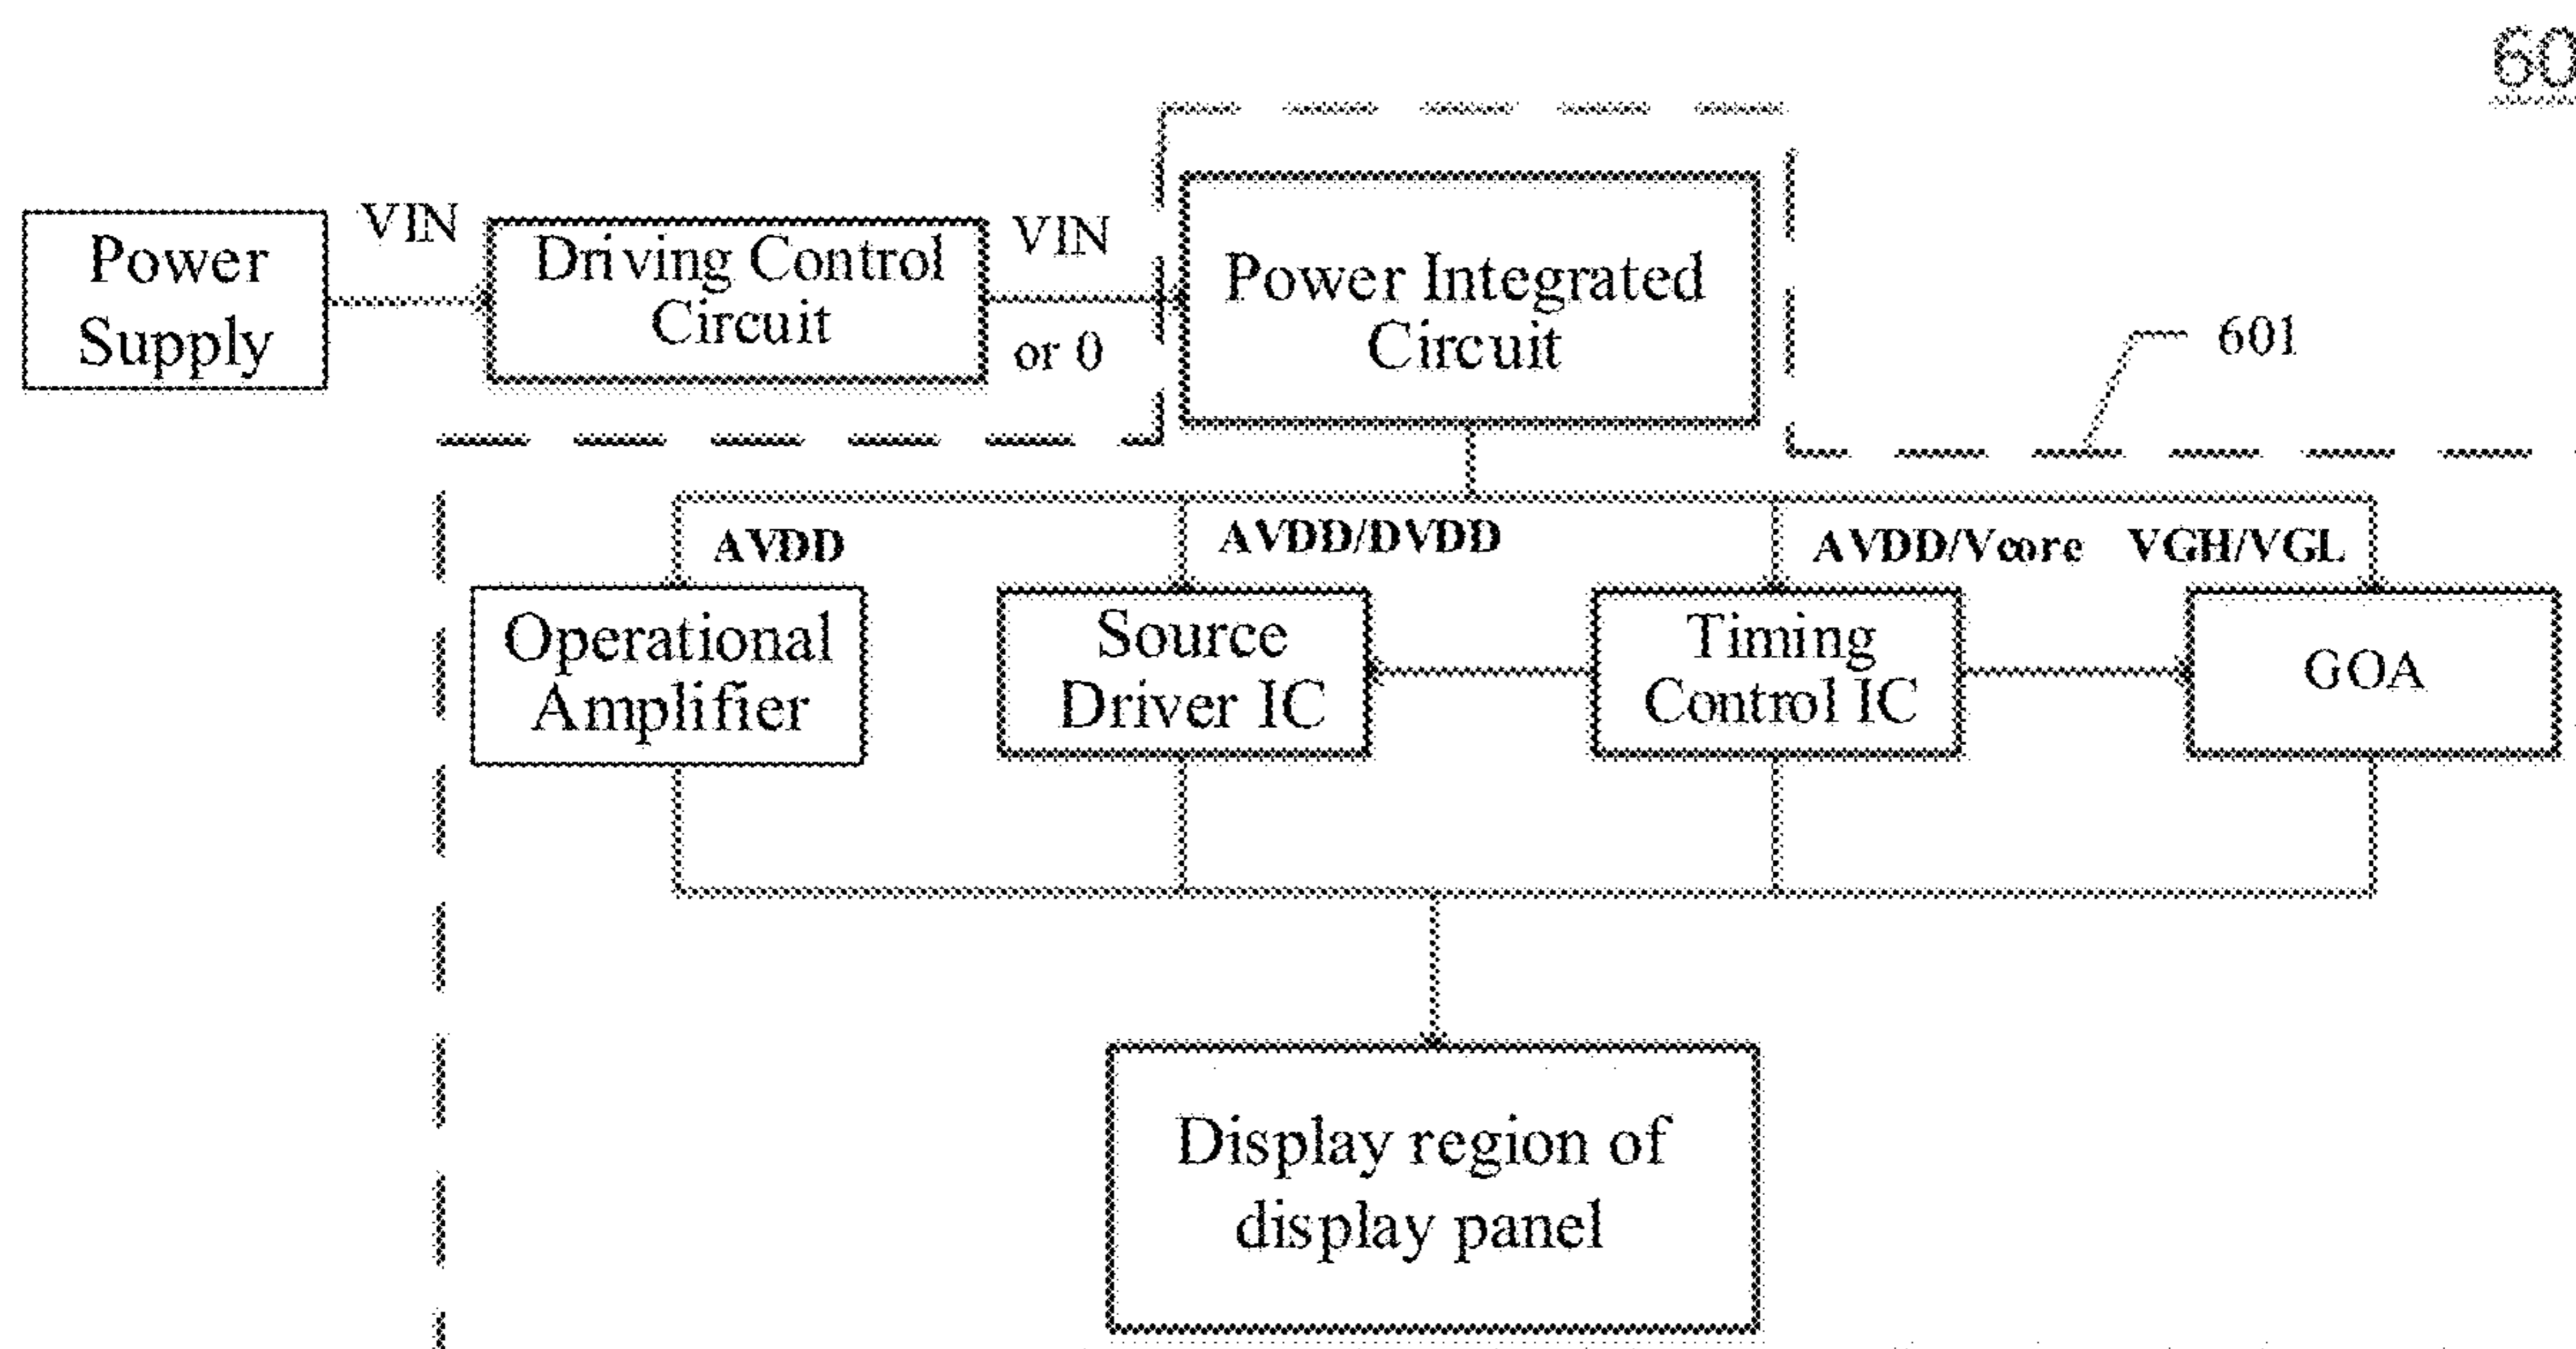 60
VIN
Power
Supply
Driving Control
Circuit
VIN
or 0
Power Integrated
Circuit
601
AVDD
AVDD/DVDD
AVDD/Vcore
VGH/VGL
Operational
Amplifier
Source
Driver IC
Timing
Control IC
GOA
Display region of
display panel